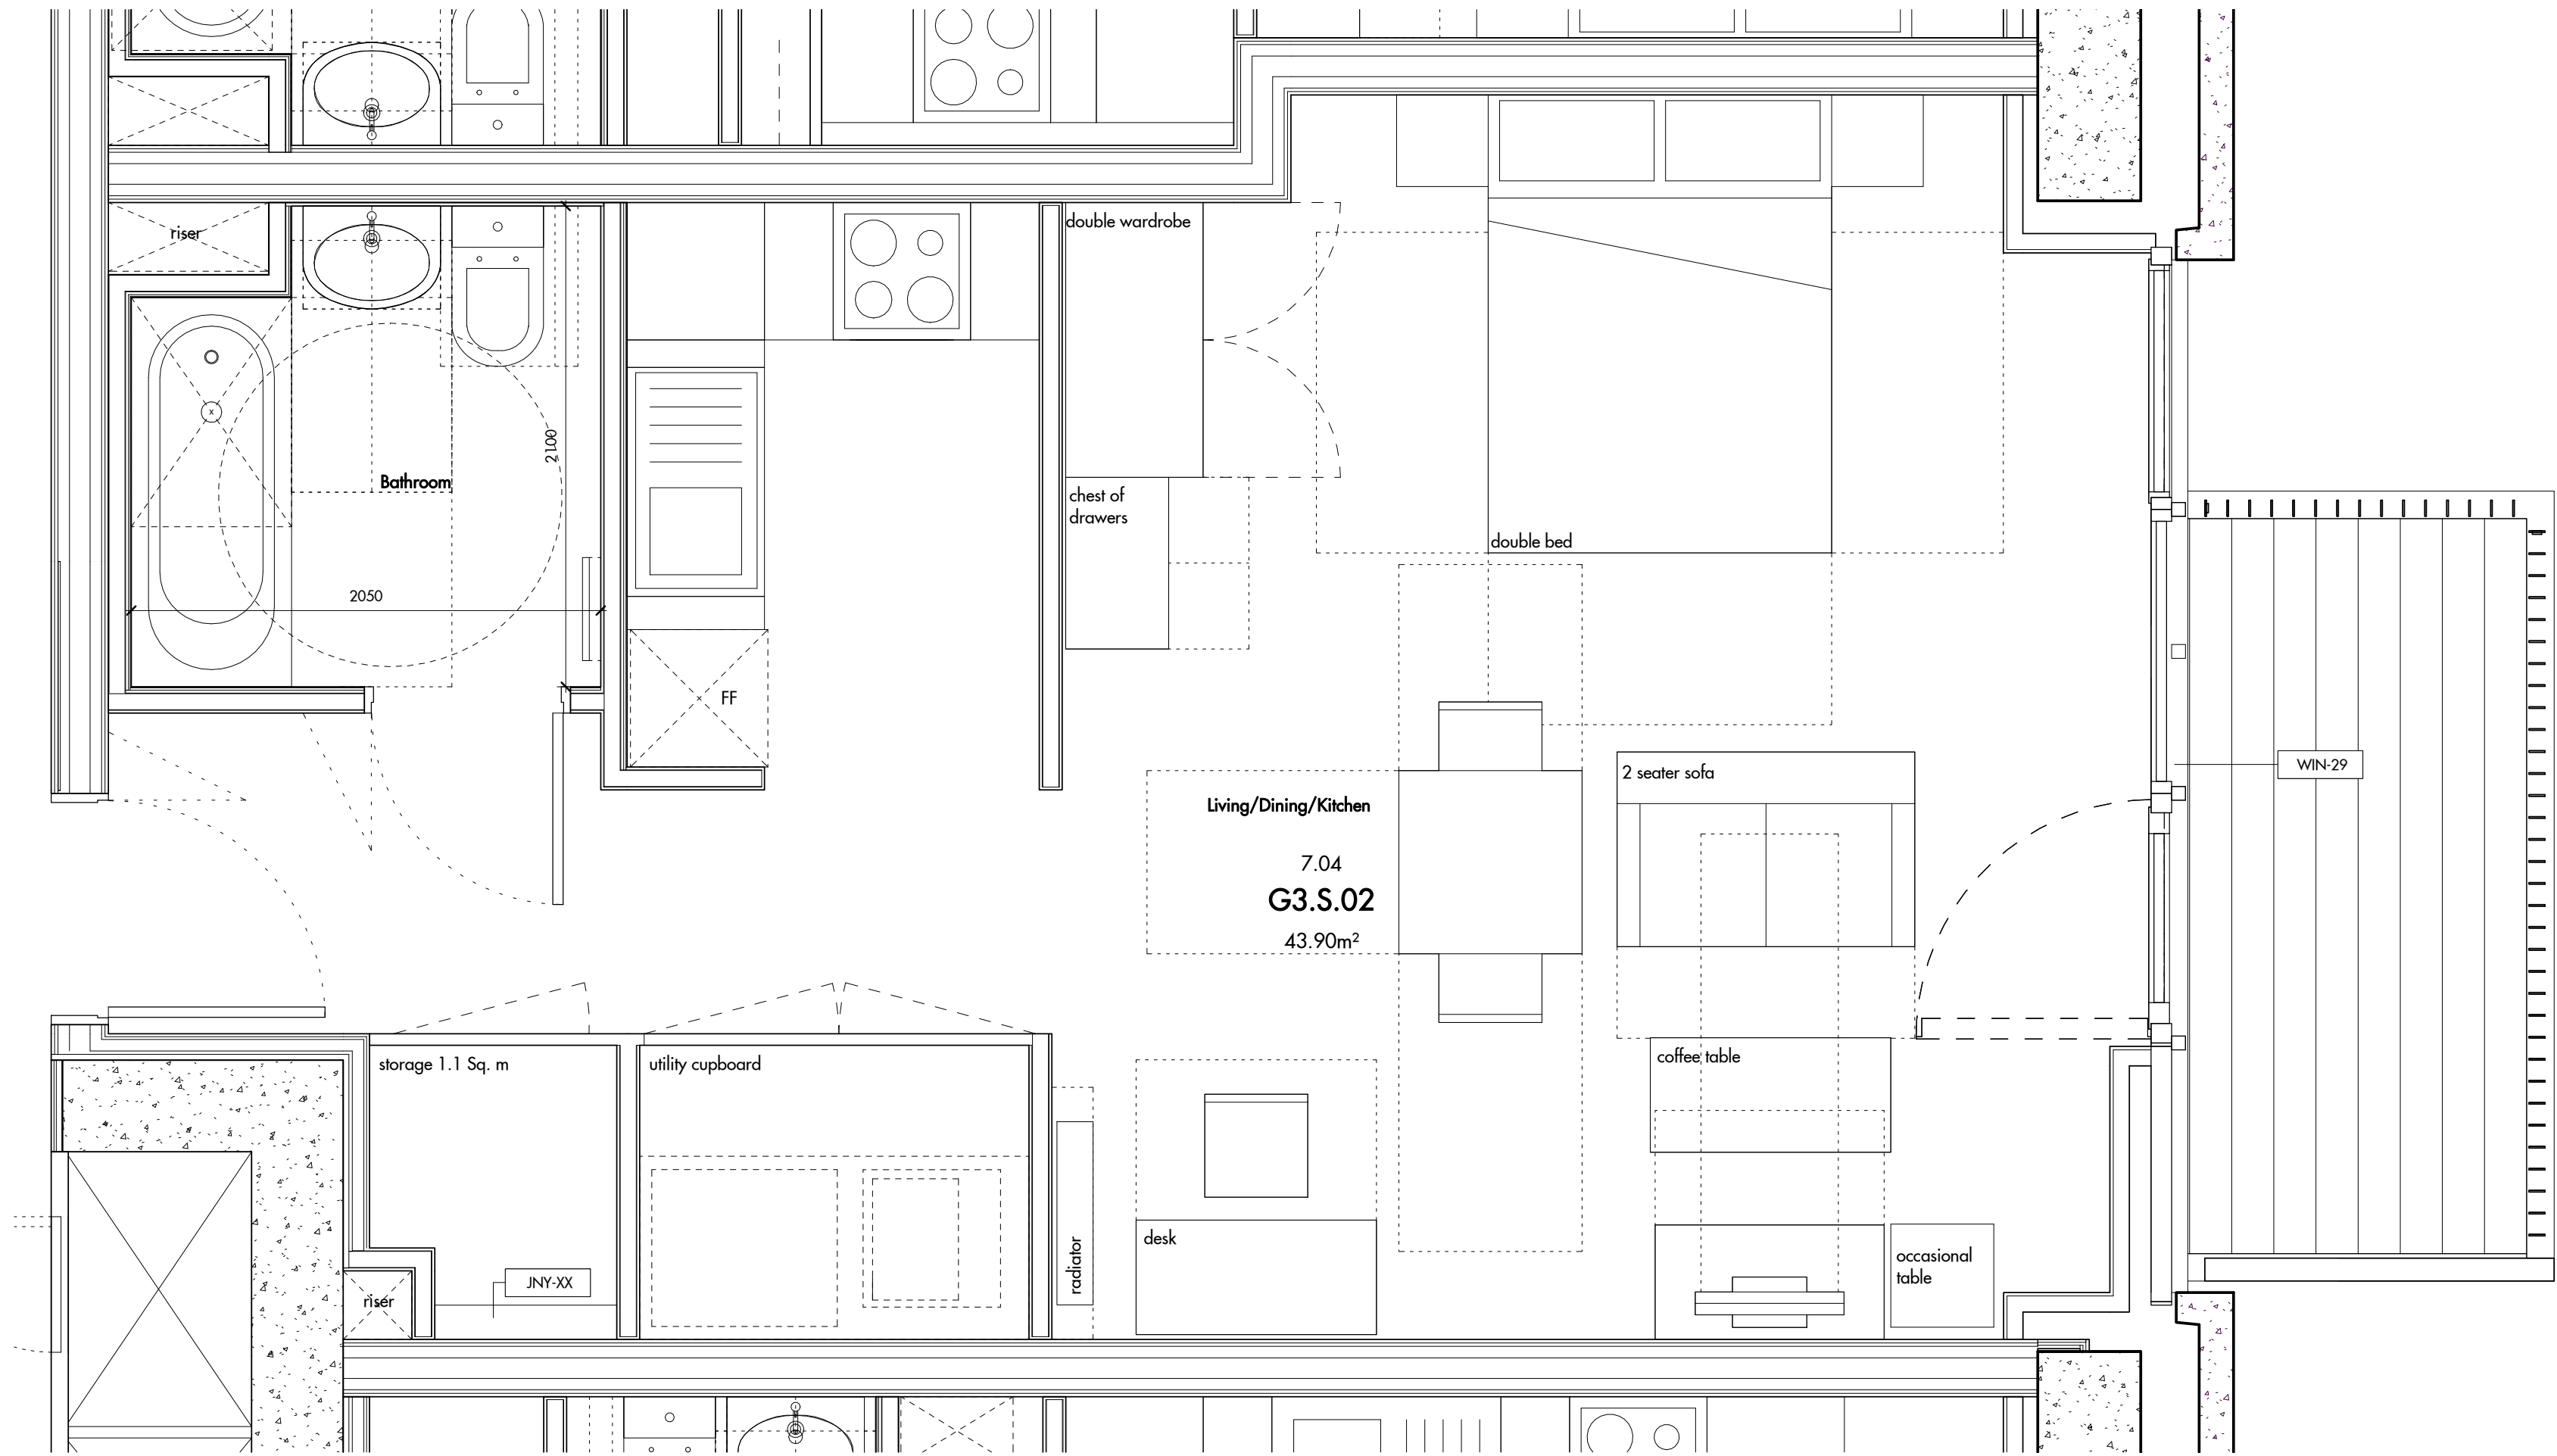 riser
double wardrobe
2100
Bathroom
chest of
drawers
double bed
2050
FF
2 seater sofa
WIN-29
Living/Dining/Kitchen
7.04
G3.S.02
43.90m²
storage 1.1 Sq. m
utility cupboard
coffee table
radiator
desk
occasional
table
JNY-XX
riser
x